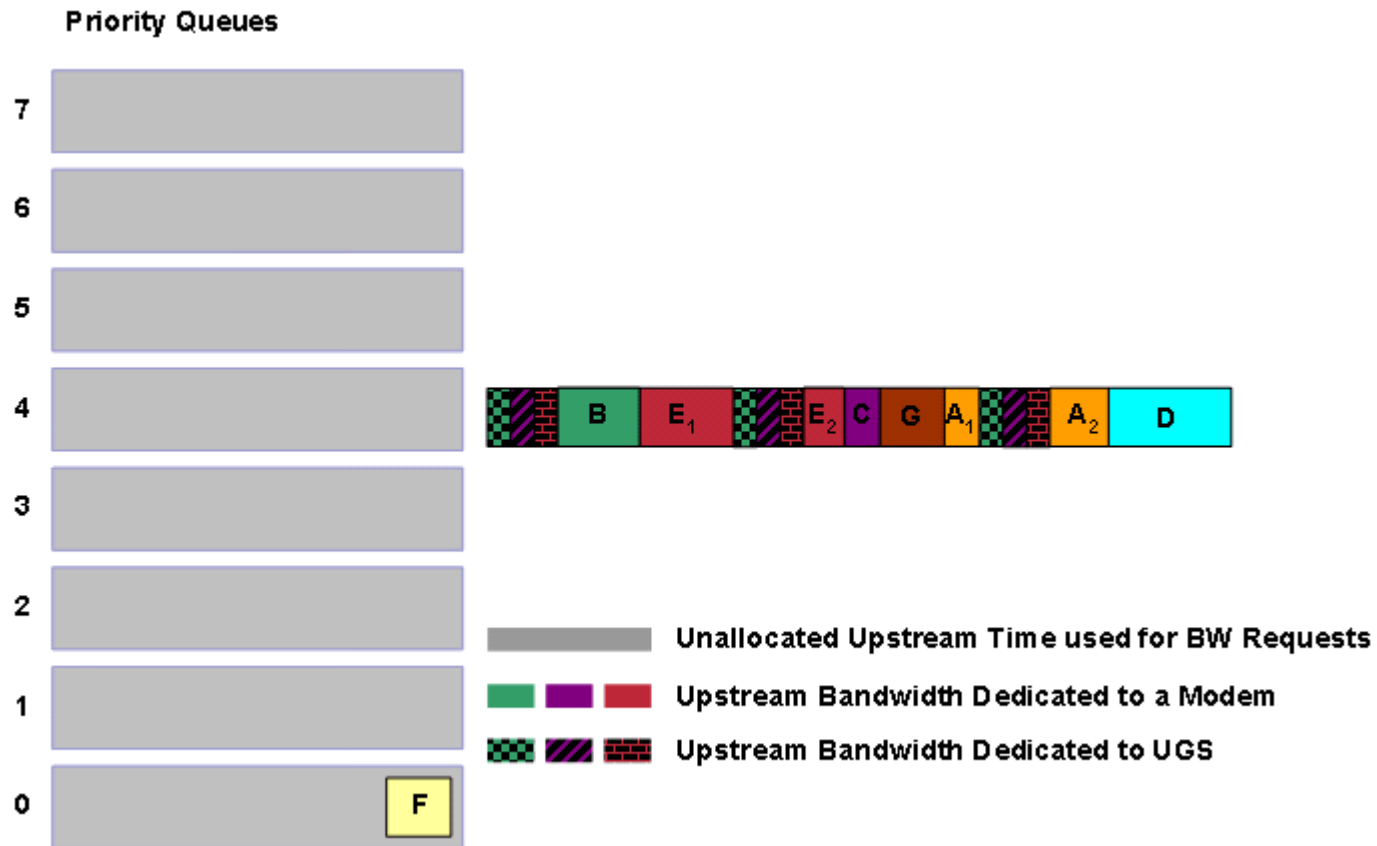 Priority Queues
7
6
5
4
B E₁ E₂ C G A₁ A₂ D
3
2
Unallocated Upstream Time used for BW Requests
1
Upstream Bandwidth Dedicated to a Modem
Upstream Bandwidth Dedicated to UGS
0
F